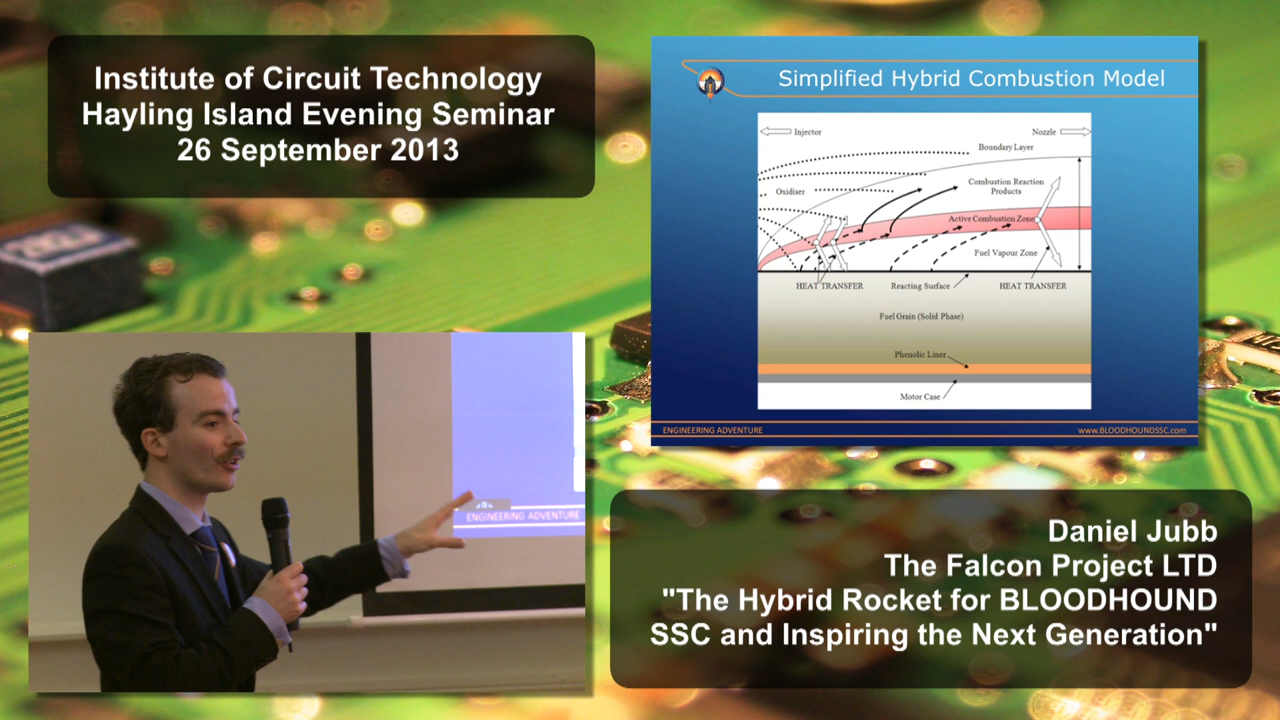 Institute of Circuit Technology
Hayling Island Evening Seminar
26 September 2013
Simplified Hybrid Combustion Model
Injector
Nozzle
Boundary Layer
Combustion Reaction
Products
Oxidiser
Active Combustion Zone
Fuel Vapour Zone
HEAT TRANSFER
Reacting Surface
HEAT TRANSFER
Fuel Grain (Solid Phase)
Phenolic Liner
Motor Case
ENGINEERING ADVENTURE
www.BLOODHOUNDSSC.com
ENGINEERING ADVENTURE
Daniel Jubb
The Falcon Project LTD
"The Hybrid Rocket for BLOODHOUND
SSC and Inspiring the Next Generation"